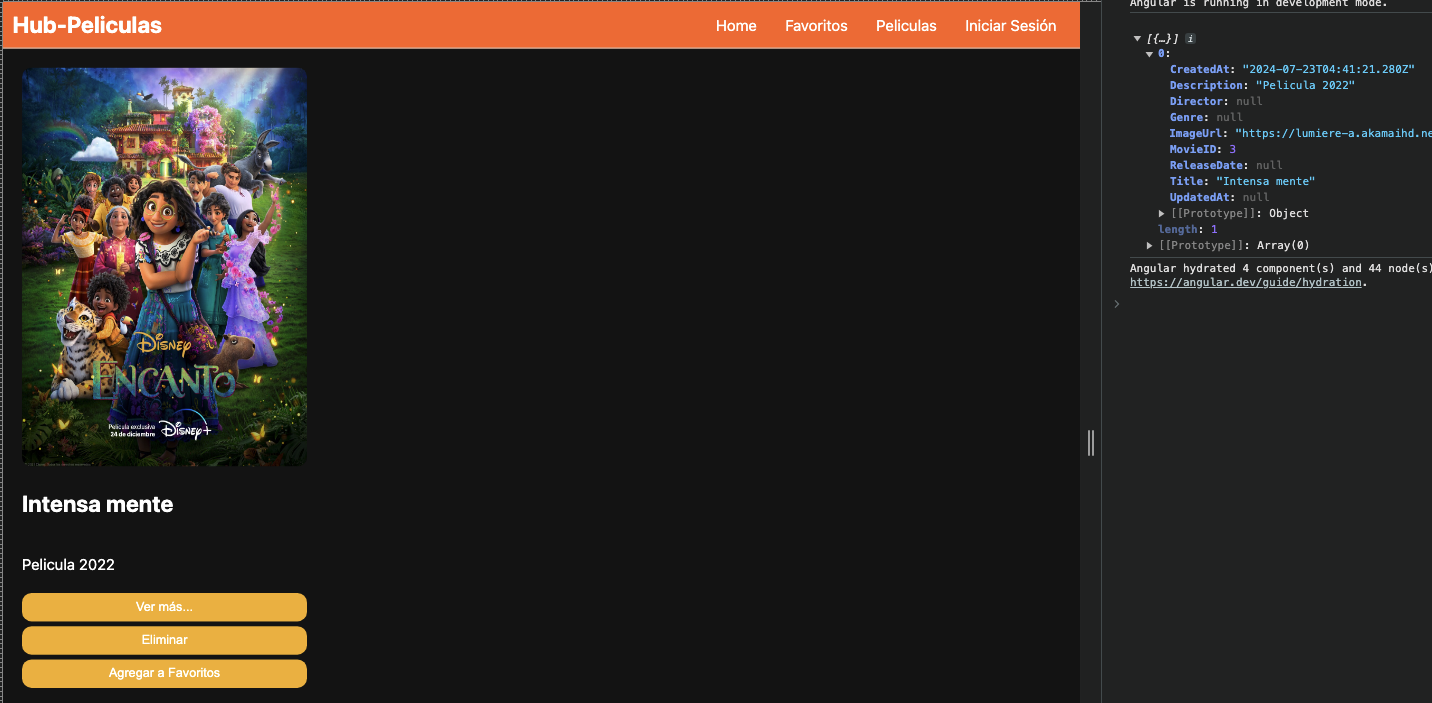 Hub-Peliculas
Home
Favoritos
Peliculas
Iniciar Sesión
DISNEY
ENCANTO
Película exclusiva
24 de diciembre
Disney+
Intensa mente
Pelicula 2022
Ver más...
Eliminar
Agregar a Favoritos
Angular is running in development mode.
▼ [{…}] i
▼ 0:
CreatedAt: "2024-07-23T04:41:21.280Z"
Description: "Pelicula 2022"
Director: null
Genre: null
ImageUrl: "https://lumiere-a.akamaihd.ne
MovieID: 3
ReleaseDate: null
Title: "Intensa mente"
UpdatedAt: null
▶ [[Prototype]]: Object
length: 1
▶ [[Prototype]]: Array(0)
Angular hydrated 4 component(s) and 44 node(s)
https://angular.dev/guide/hydration.